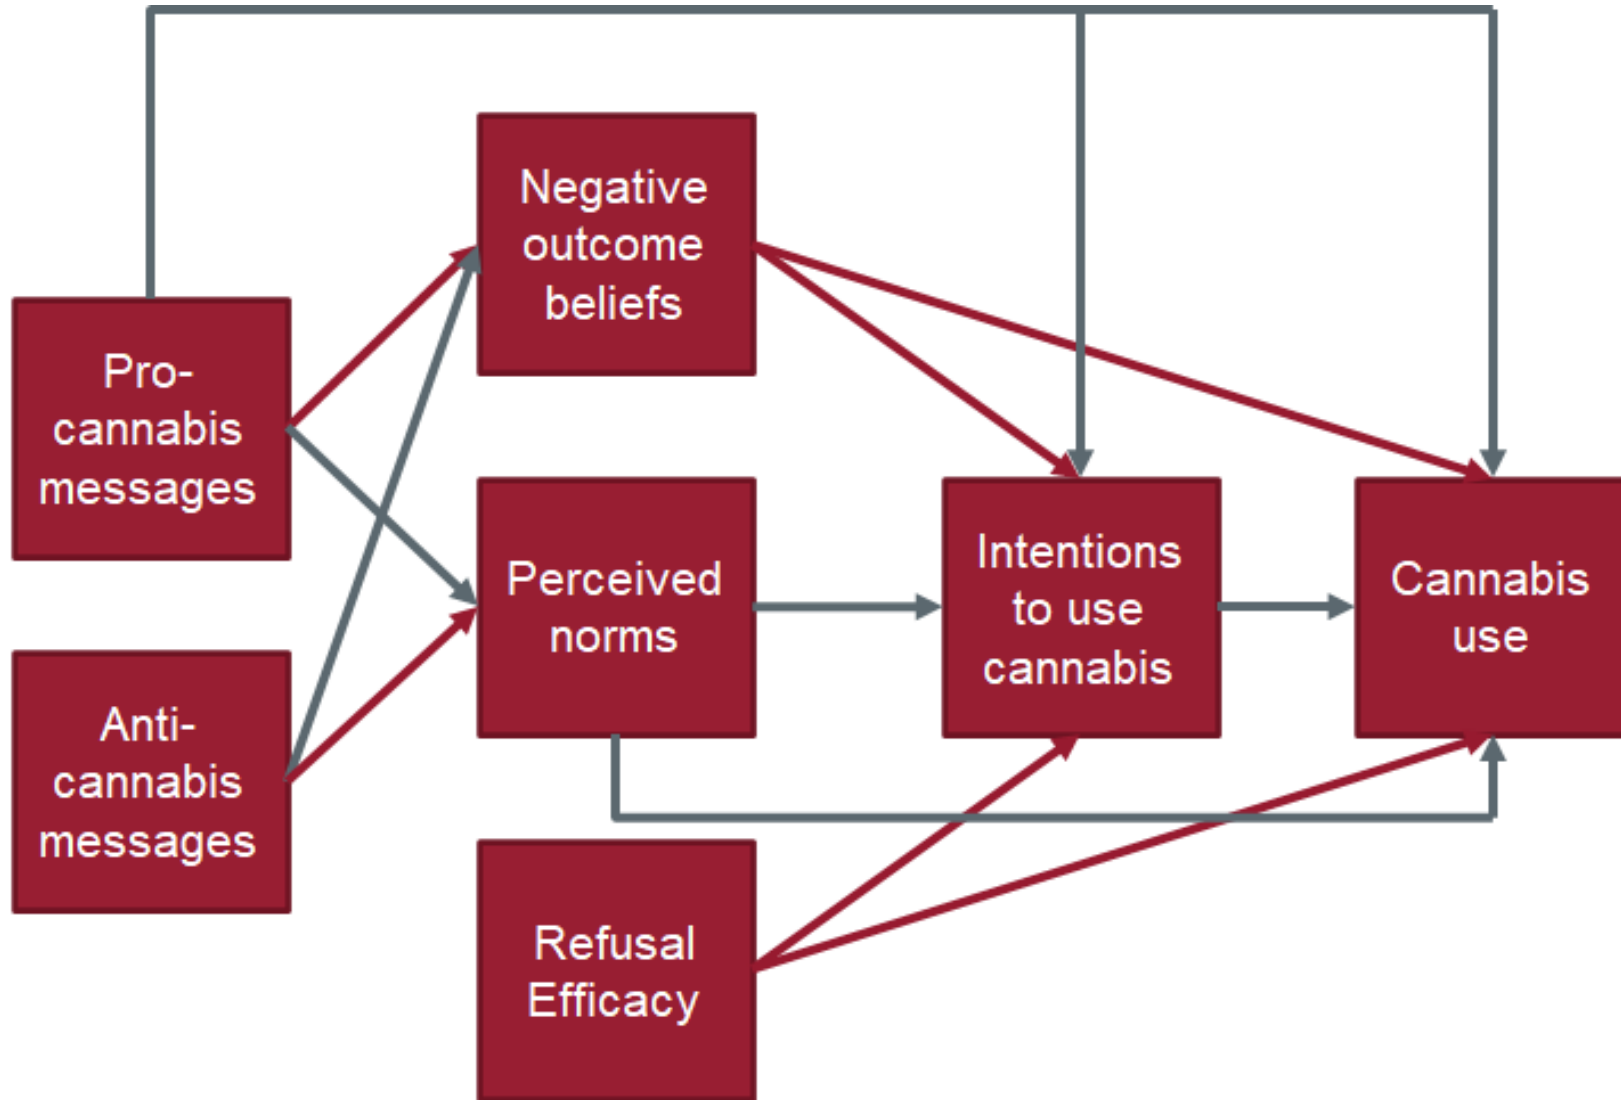 Pro-
cannabis
messages
Anti-
cannabis
messages
Negative
outcome
beliefs
Perceived
norms
Refusal
Efficacy
Intentions
to use
cannabis
Cannabis
use